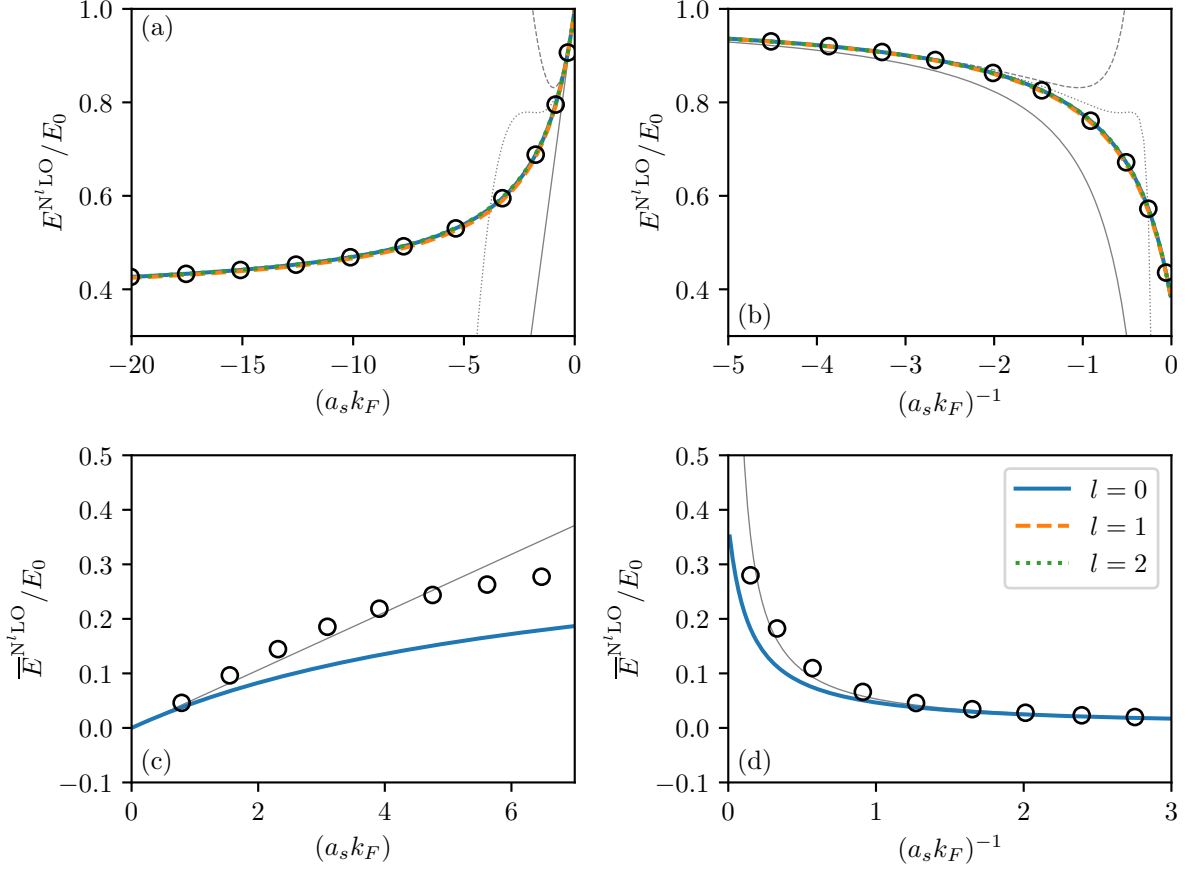 (a)
1.0
0.8
0.6
0.4
E^{N^lLO}/E_0
−20
−15
−10
−5
0
(a_s k_F)
(b)
1.0
0.8
0.6
0.4
E^{N^lLO}/E_0
−5
−4
−3
−2
−1
0
(a_s k_F)^{−1}
(c)
0.5
0.4
0.3
0.2
0.1
0.0
−0.1
\overline{E}^{N^lLO}/E_0
0
2
4
6
(a_s k_F)
(d)
0.5
0.4
0.3
0.2
0.1
0.0
−0.1
\overline{E}^{N^lLO}/E_0
l = 0
l = 1
l = 2
0
1
2
3
(a_s k_F)^{−1}